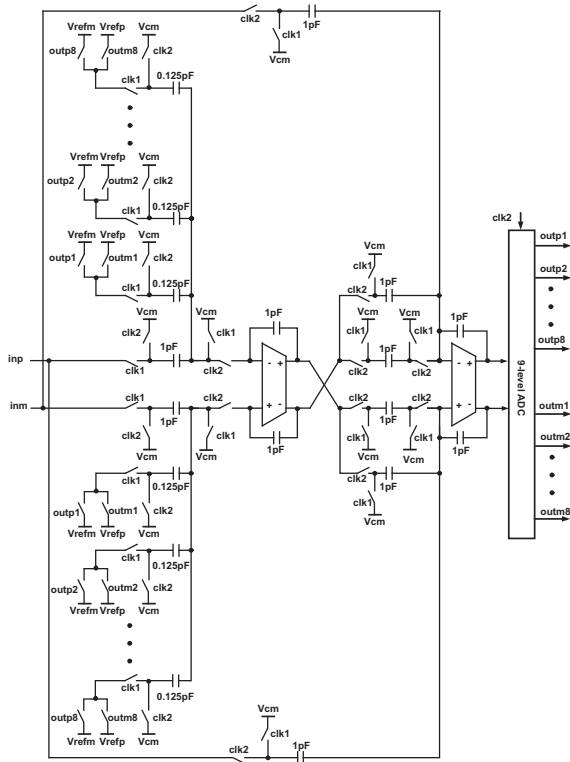 clk2 1pF
clk1
Vcm
Vrefm Vrefp Vcm
outp8 outm8 clk2
clk1 0.125pF
Vrefm Vrefp Vcm
outp2 outm2 clk2
clk1 0.125pF
Vrefm Vrefp Vcm
outp1 outm1 clk2
clk1 0.125pF
Vcm
clk1
clk2 1pF
Vcm Vcm
clk2 clk1 1pF
Vcm Vcm
clk1 clk1 1pF
inp clk1 1pF clk2 - + clk2 1pF clk2 - +
inm clk1 1pF clk2 + - clk2 1pF clk2 + -
clk2 clk1 1pF
Vcm Vcm
clk1 clk1 1pF
Vcm Vcm
clk2 1pF
clk1
Vcm
clk2
9-level ADC
outp1
outp2
outp8
outm1
outm2
outm8
clk1 0.125pF
outp1 outm1 clk2
Vrefm Vrefp Vcm
clk1 0.125pF
outp2 outm2 clk2
Vrefm Vrefp Vcm
clk1 0.125pF
outp8 outm8 clk2
Vrefm Vrefp Vcm
Vcm
clk1
clk2 1pF